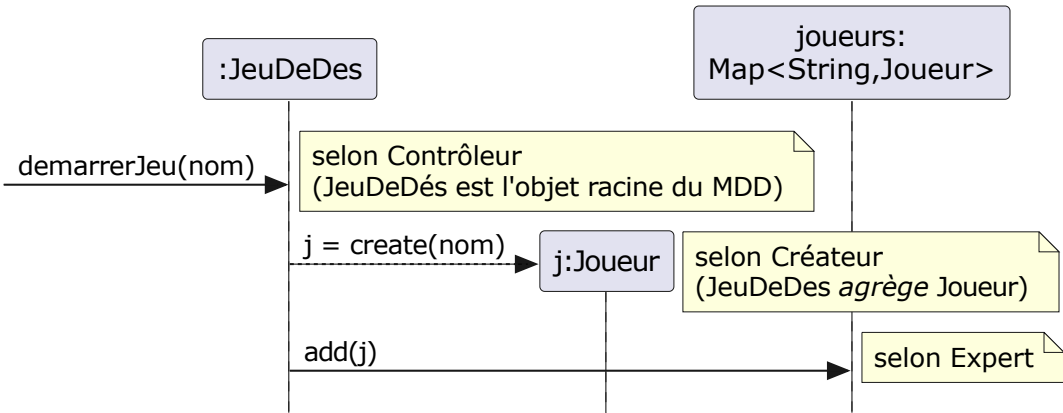 :JeuDeDes
joueurs:
Map<String,Joueur>
demarrerJeu(nom)
selon Contrôleur
(JeuDeDés est l'objet racine du MDD)
j = create(nom)
j:Joueur
selon Créateur
(JeuDeDes agrège Joueur)
add(j)
selon Expert